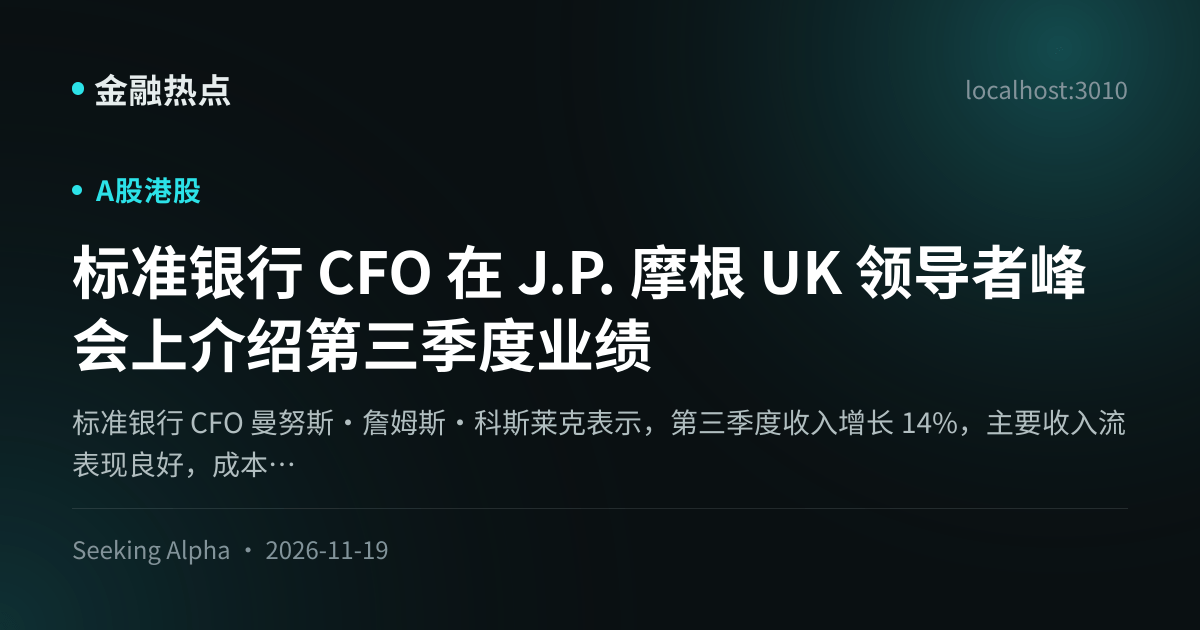 金融热点
localhost:3010
A股港股
标准银行 CFO 在 J.P. 摩根 UK 领导者峰
会上介绍第三季度业绩
标准银行 CFO 曼努斯·詹姆斯·科斯莱克表示，第三季度收入增长 14%，主要收入流
表现良好，成本…
Seeking Alpha · 2026-11-19